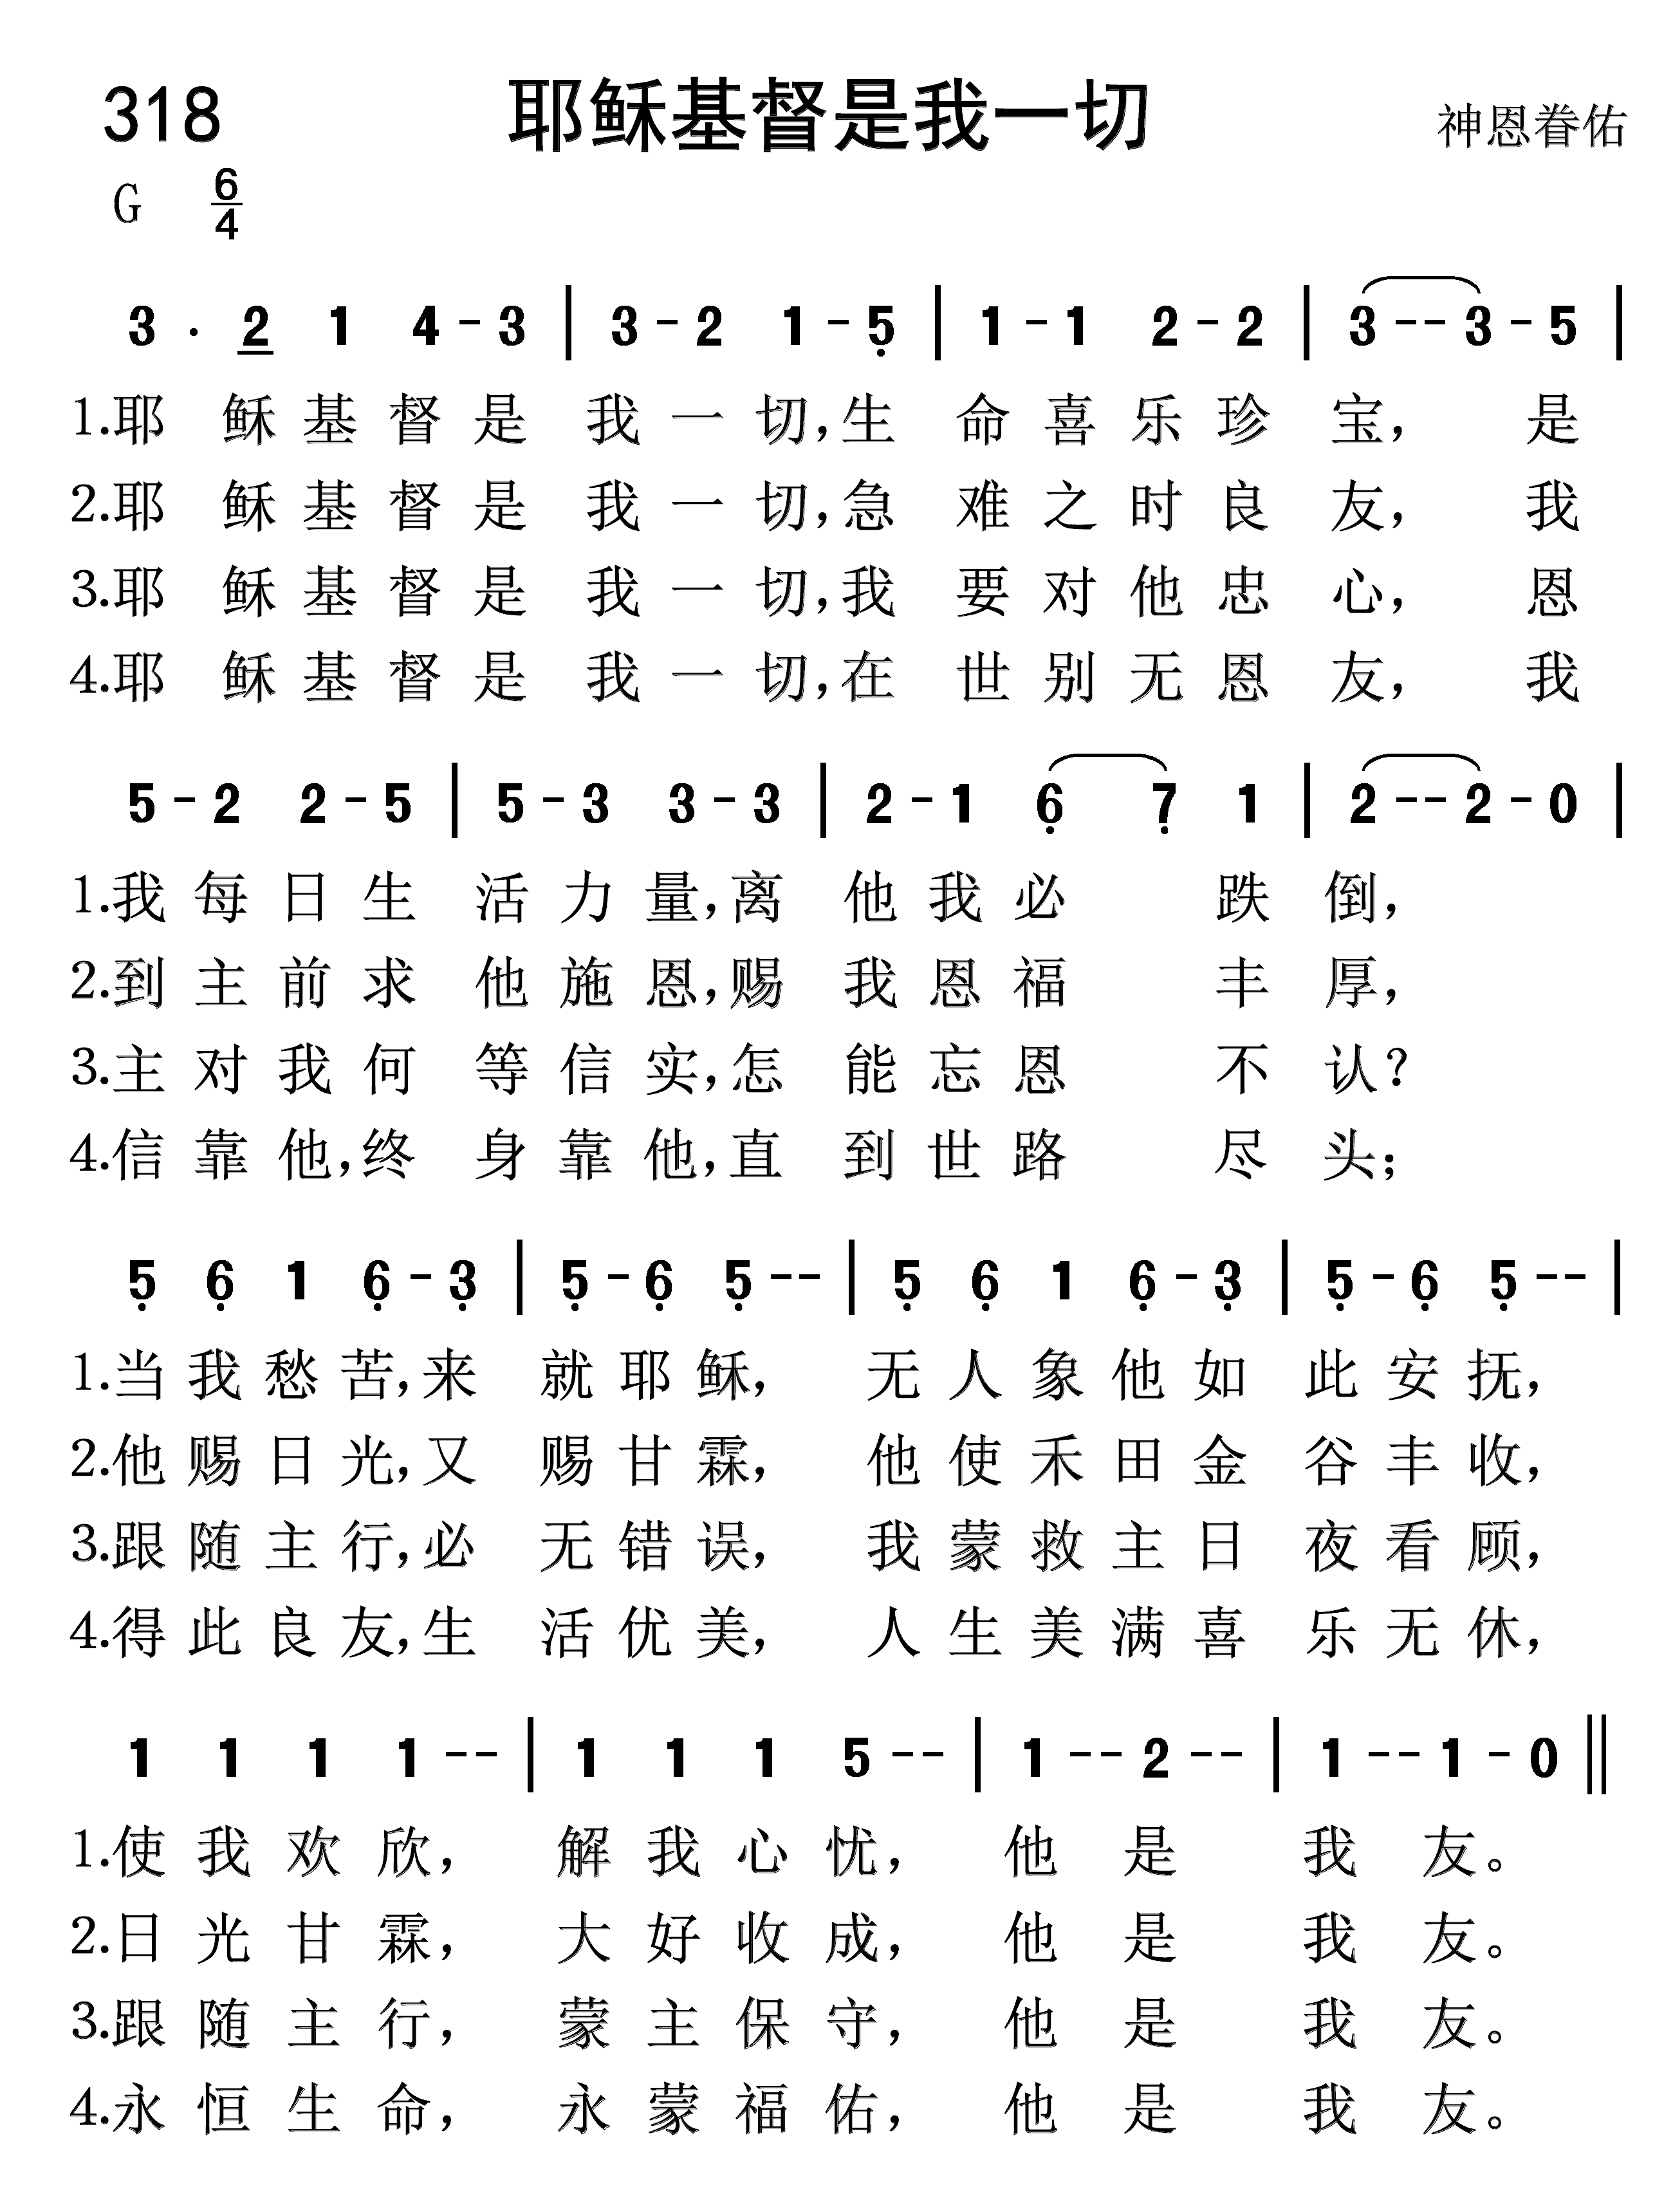 318 耶稣基督是我一切 神恩眷佑
G 6/4
3 · 2 1 4 - 3 | 3 - 2 1 - 5̣ | 1 - 1 2 - 2 | 3 - - 3 - 5 |
1.耶稣基督是我一切，生命喜乐珍宝，是
2.耶稣基督是我一切，急难之时良友，我
3.耶稣基督是我一切，我要对他忠心，恩
4.耶稣基督是我一切，在世别无恩友，我
5 - 2 2 - 5 | 5 - 3 3 - 3 | 2 - 1 6̣ 7̣ 1 | 2 - - 2 - 0 |
1.我每日生活力量，离他我必跌倒，
2.到主前求他施恩，赐我恩福丰厚，
3.主对我何等信实，怎能忘恩不认？
4.信靠他，终身靠他，直到世路尽头；
5̣ 6̣ 1 6̣ - 3̣ | 5̣ - 6̣ 5̣ - - | 5̣ 6̣ 1 6̣ - 3̣ | 5̣ - 6̣ 5̣ - - |
1.当我愁苦，来就耶稣，无人象他如此安抚，
2.他赐日光，又赐甘霖，他使禾田金谷丰收，
3.跟随主行，必无错误，我蒙救主日夜看顾，
4.得此良友，生活优美，人生美满喜乐无休，
1 1 1 1 - - | 1 1 1 5 - - | 1 - - 2 - - | 1 - - 1 - 0 ‖
1.使我欢欣，解我心忧，他是我友。
2.日光甘霖，大好收成，他是我友。
3.跟随主行，蒙主保守，他是我友。
4.永恒生命，永蒙福佑，他是我友。